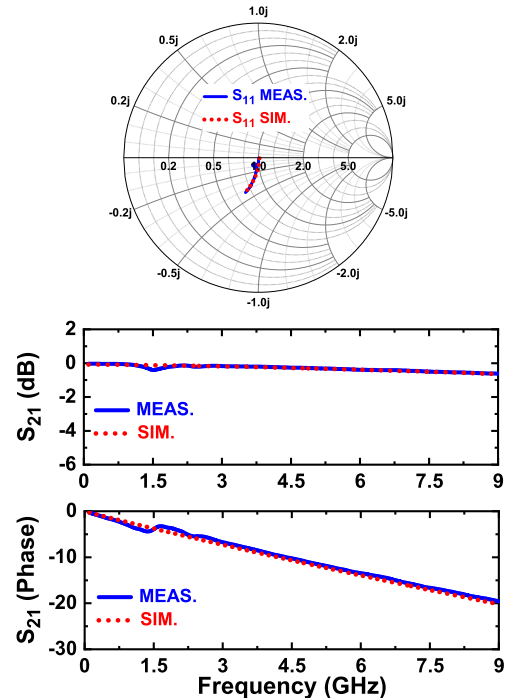 1.0j
0.5j 2.0j
S11 MEAS.
S11 SIM.
0.2j 5.0j
0.2 0.5 1.0 2.0 5.0
-0.2j -5.0j
-0.5j -2.0j
-1.0j
S21 (dB)
2
0
-2
-4
-6
MEAS.
SIM.
0 1.5 3 4.5 6 7.5 9
S21 (Phase)
0
-10
-20
-30
MEAS.
SIM.
0 1.5 3 4.5 6 7.5 9
Frequency (GHz)